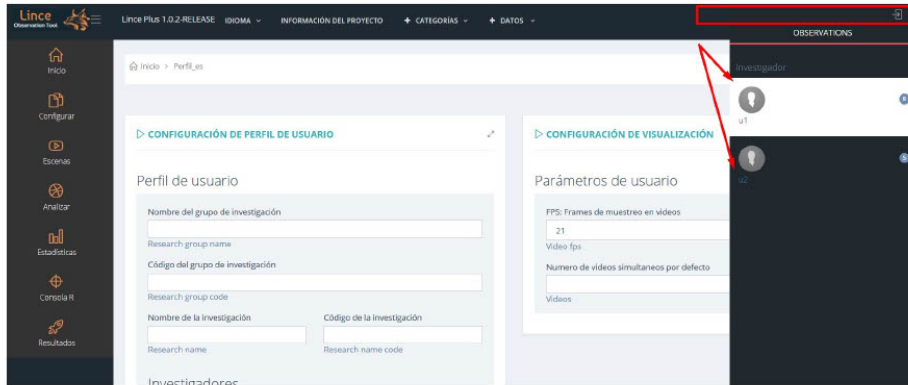 Lince
Observation Tool
Lince Plus 1.0.2-RELEASE IDIOMA INFORMACIÓN DEL PROYECTO + CATEGORÍAS + DATOS
OBSERVATIONS
Inicio
Configurar
Escenas
Analizar
Estadísticas
Consola R
Resultados
Inicio > Perfil_es
CONFIGURACIÓN DE PERFIL DE USUARIO
Perfil de usuario
Nombre del grupo de investigación
Research group name
Código del grupo de investigación
Research group code
Nombre de la investigación Código de la investigación
Research name Research name code
Investigadores
CONFIGURACIÓN DE VISUALIZACIÓN
Parámetros de usuario
FPS: Frames de muestreo en videos
21
Video fps
Numero de videos simultaneos por defecto
Videos
Investigador
u1
u2